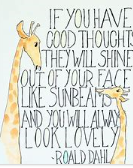 IF YOU HAVE
GOOD THOUGHTS
THEY WILL SHINE
OUT OF YOUR FACE
LIKE SUNBEAMS
AND YOU WILL ALWAYS
LOOK LOVELY
-ROALD DAHL